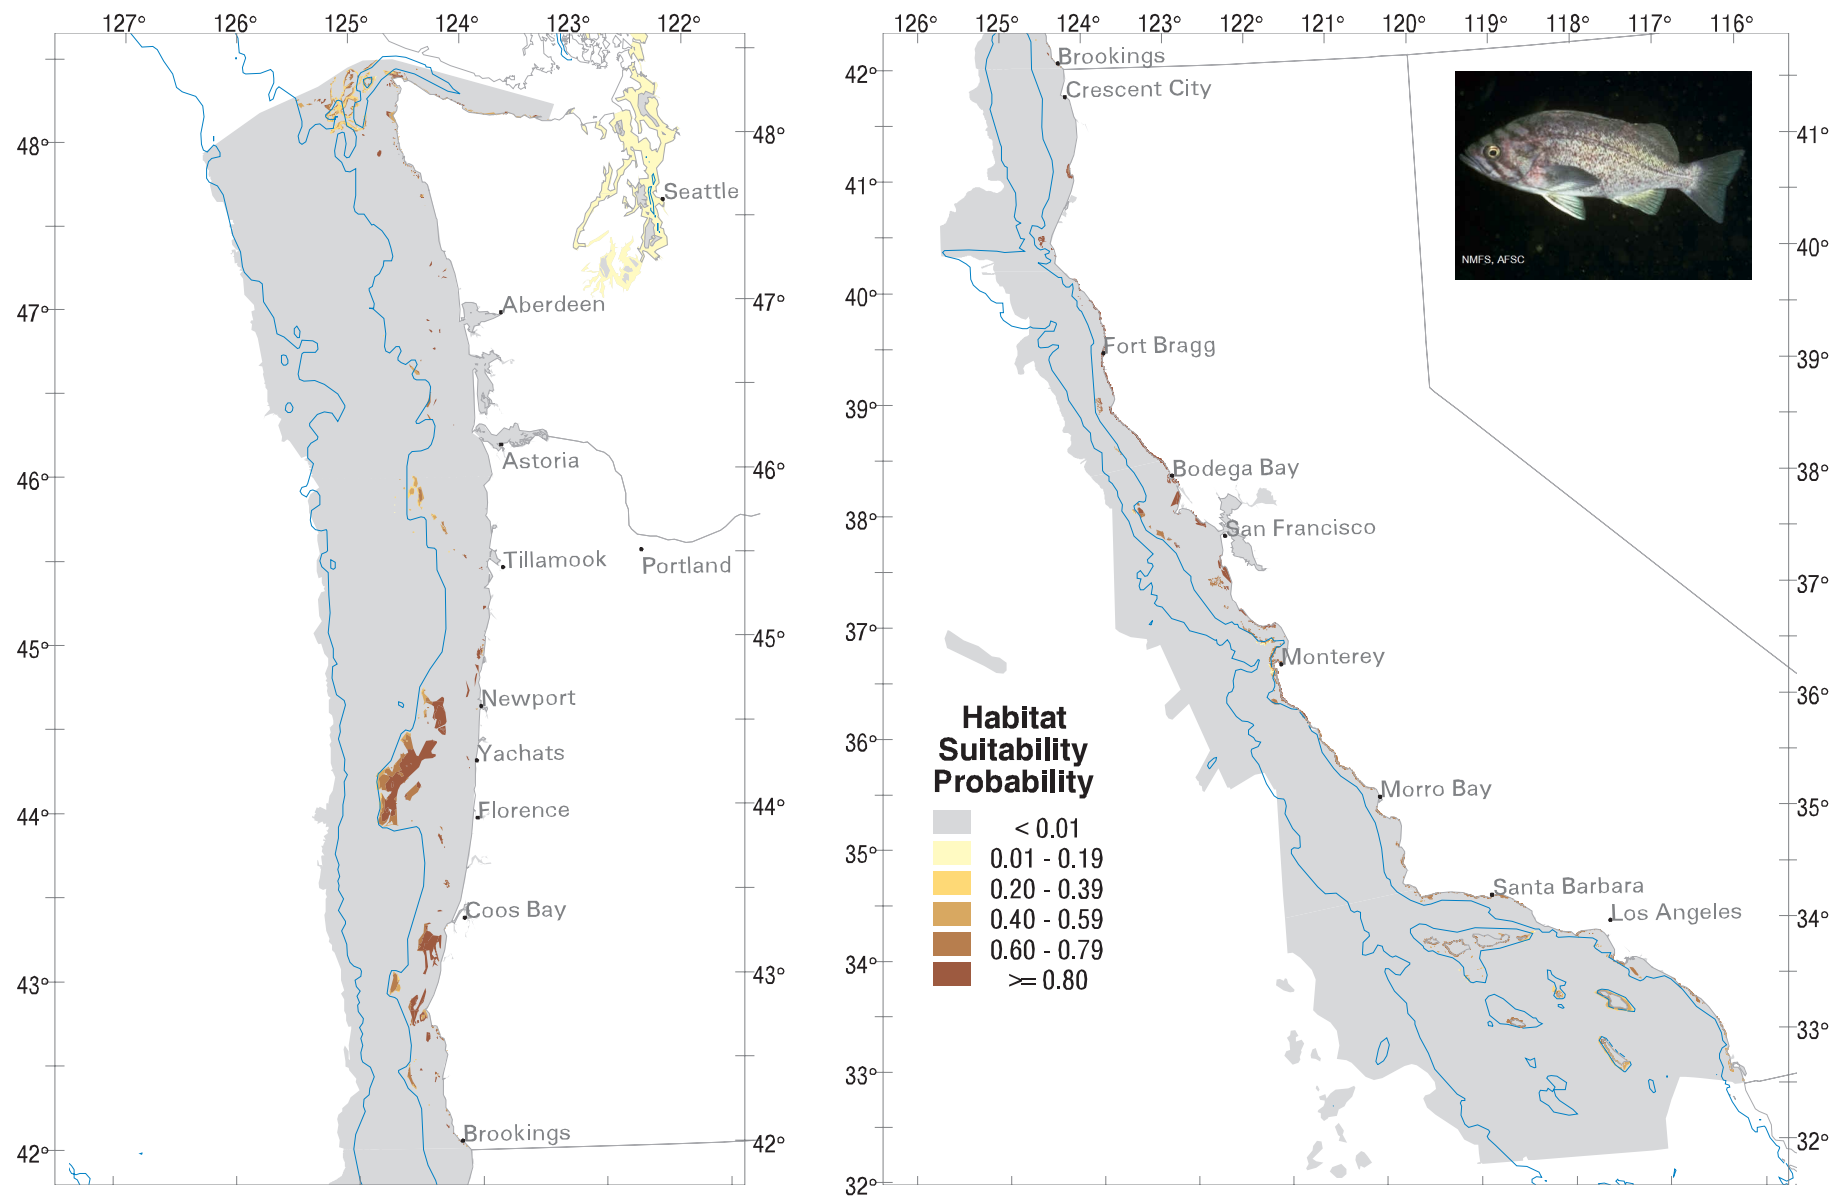 127° 126° 125° 124° 123° 122°
48° 48°
Seattle
47° 47°
Aberdeen
46° 46°
Astoria
Tillamook
Portland
45° 45°
Newport
Yachats
44° 44°
Florence
Coos Bay
43° 43°
Brookings
42° 42°
126° 125° 124° 123° 122° 121° 120° 119° 118° 117° 116°
Brookings
42°
Crescent City
41° 41°
NMFS, AFSC
40° 40°
Fort Bragg
39° 39°
Bodega Bay
38° 38°
San Francisco
37° 37°
Monterey
36° 36°
Morro Bay
35° 35°
Santa Barbara
Los Angeles
34° 34°
33° 33°
32° 32°
Habitat
Suitability
Probability
< 0.01
0.01 - 0.19
0.20 - 0.39
0.40 - 0.59
0.60 - 0.79
>= 0.80